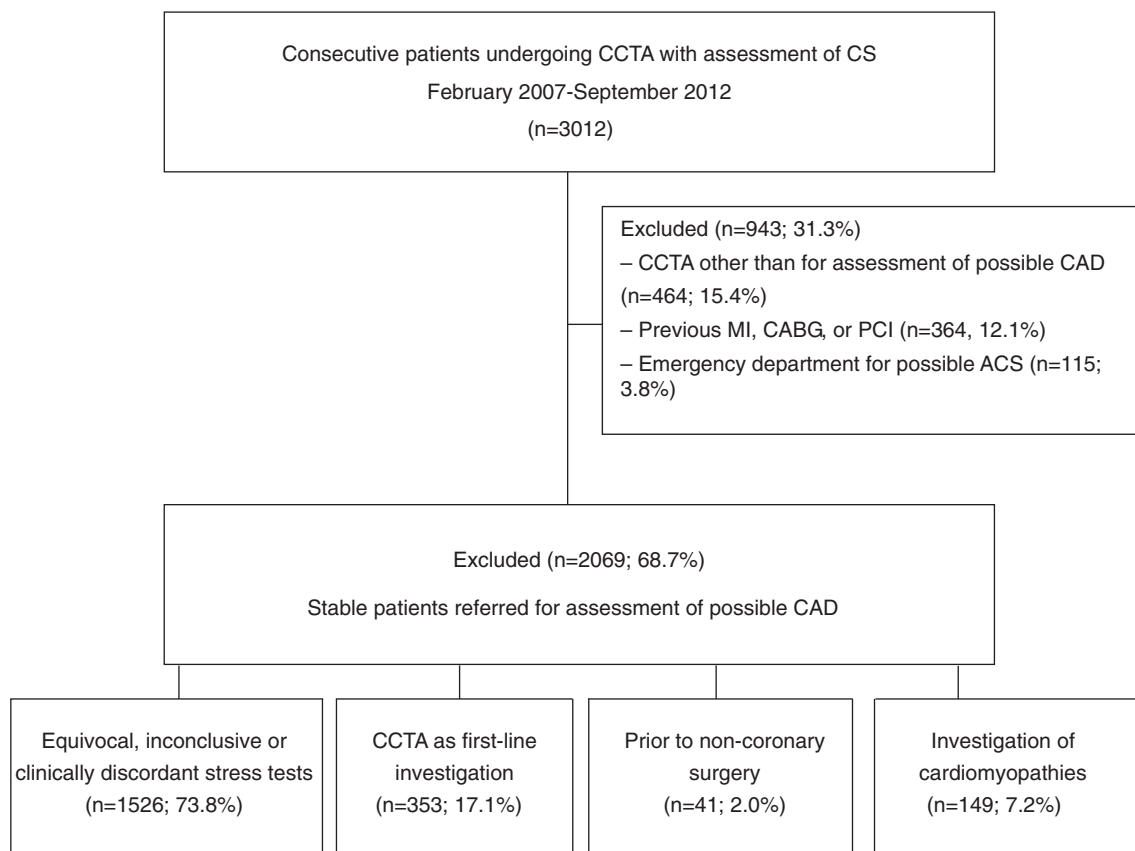 Consecutive patients undergoing CCTA with assessment of CS
February 2007-September 2012
(n=3012)
Excluded (n=943; 31.3%)
– CCTA other than for assessment of possible CAD
(n=464; 15.4%)
– Previous MI, CABG, or PCI (n=364, 12.1%)
– Emergency department for possible ACS (n=115;
3.8%)
Excluded (n=2069; 68.7%)
Stable patients referred for assessment of possible CAD
Equivocal, inconclusive or
clinically discordant stress tests
(n=1526; 73.8%)
CCTA as first-line
investigation
(n=353; 17.1%)
Prior to non-coronary
surgery
(n=41; 2.0%)
Investigation of
cardiomyopathies
(n=149; 7.2%)